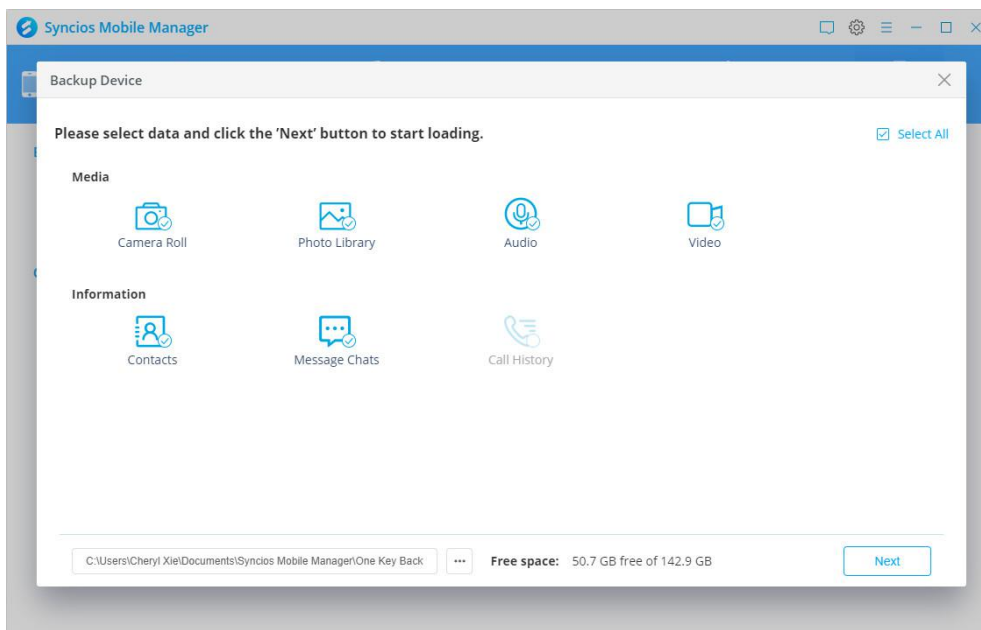 Syncios Mobile Manager
Backup Device
Please select data and click the 'Next' button to start loading.
Select All
Media
Camera Roll
Photo Library
Audio
Video
Information
Contacts
Message Chats
Call History
C:\Users\Cheryl Xie\Documents\Syncios Mobile Manager\One Key Back
Free space: 50.7 GB free of 142.9 GB
Next